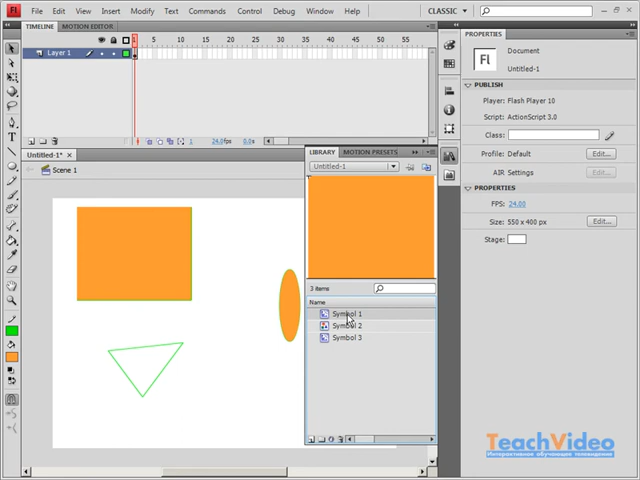 Fl File Edit View Insert Modify Text Commands Control Debug Window Help CLASSIC
TIMELINE MOTION EDITOR
1 5 10 15 20 25 30 35 40 45 50 55
Layer 1
1 24.0fps 0.0s
Untitled-1*
Scene 1
LIBRARY MOTION PRESETS
Untitled-1
3 items
Name
Symbol 1
Symbol 2
Symbol 3
PROPERTIES
Fl
Document
Untitled-1
PUBLISH
Player: Flash Player 10
Script: ActionScript 3.0
Class:
Profile: Default Edit...
AIR Settings Edit...
PROPERTIES
FPS: 24.00
Size: 550 x 400 px Edit...
Stage:
TeachVideo
Интерактивное обучающее телевидение